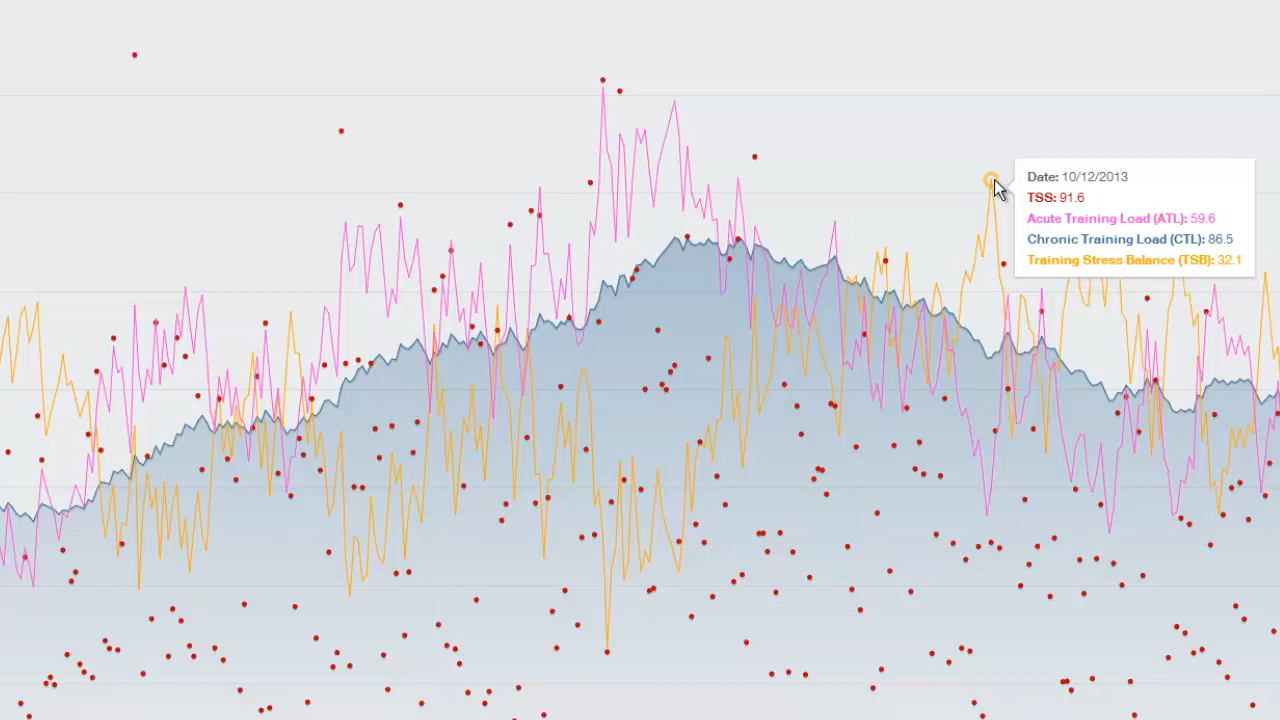 Date: 10/12/2013
TSS: 91.6
Acute Training Load (ATL): 59.6
Chronic Training Load (CTL): 86.5
Training Stress Balance (TSB): 32.1